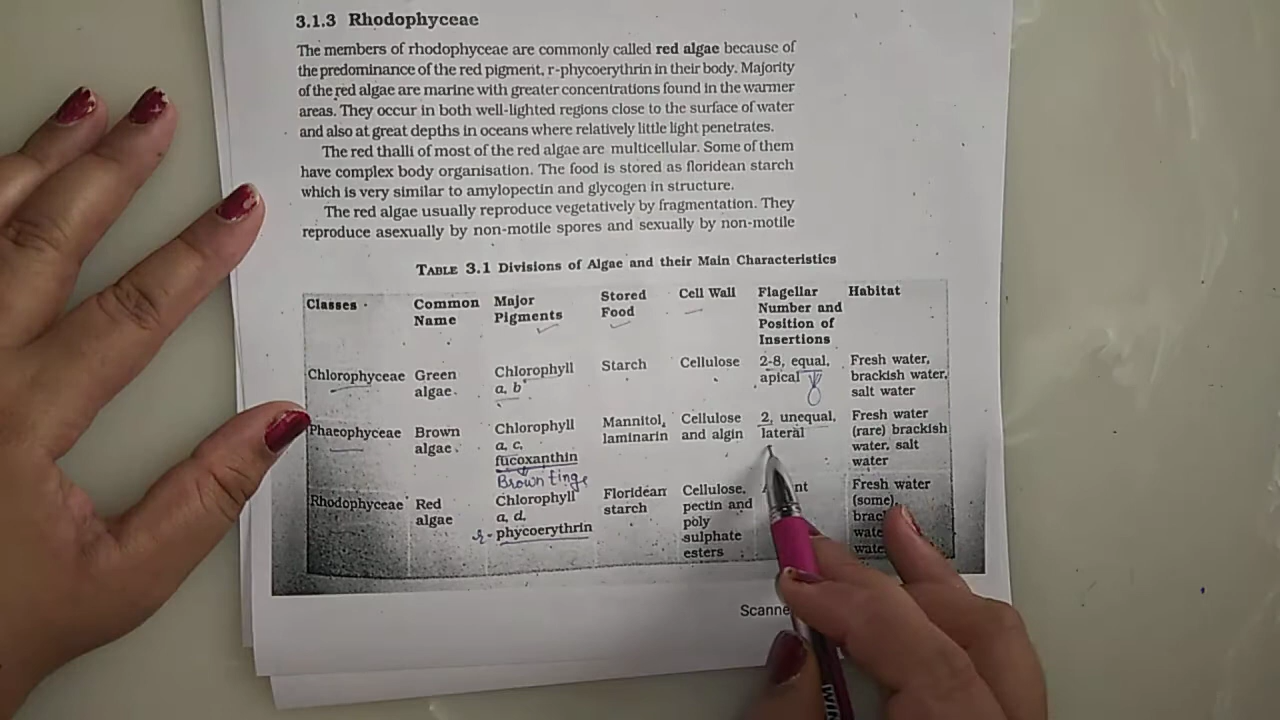 3.1.3 Rhodophyceae
The members of rhodophyceae are commonly called red algae because of
the predominance of the red pigment, r-phycoerythrin in their body. Majority
of the red algae are marine with greater concentrations found in the warmer
areas. They occur in both well-lighted regions close to the surface of water
and also at great depths in oceans where relatively little light penetrates.
The red thalli of most of the red algae are multicellular. Some of them
have complex body organisation. The food is stored as floridean starch
which is very similar to amylopectin and glycogen in structure.
The red algae usually reproduce vegetatively by fragmentation. They
reproduce asexually by non-motile spores and sexually by non-motile
TABLE 3.1 Divisions of Algae and their Main Characteristics
Classes
Common
Name
Major
Pigments
Stored
Food
Cell Wall
Flagellar
Number and
Position of
Insertions
Habitat
Chlorophyceae
Green
algae
Chlorophyll
a, b
Starch
Cellulose
2-8, equal,
apical
Fresh water,
brackish water,
salt water
Phaeophyceae
Brown
algae
Chlorophyll
a, c,
fucoxanthin
Brown tinge
Mannitol,
laminarin
Cellulose
and algin
2, unequal,
lateral
Fresh water
(rare) brackish
water, salt
water
Rhodophyceae
Red
algae
Chlorophyll
a, d,
r- phycoerythrin
Floridean
starch
Cellulose,
pectin and
poly
sulphate
esters
Fresh water
(some),